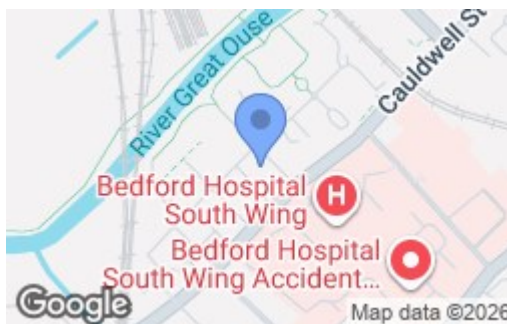 River Great Ouse
Cauldwell St
Bedford Hospital
South Wing
H
Bedford Hospital
South Wing Accident...
Google
Map data ©2026